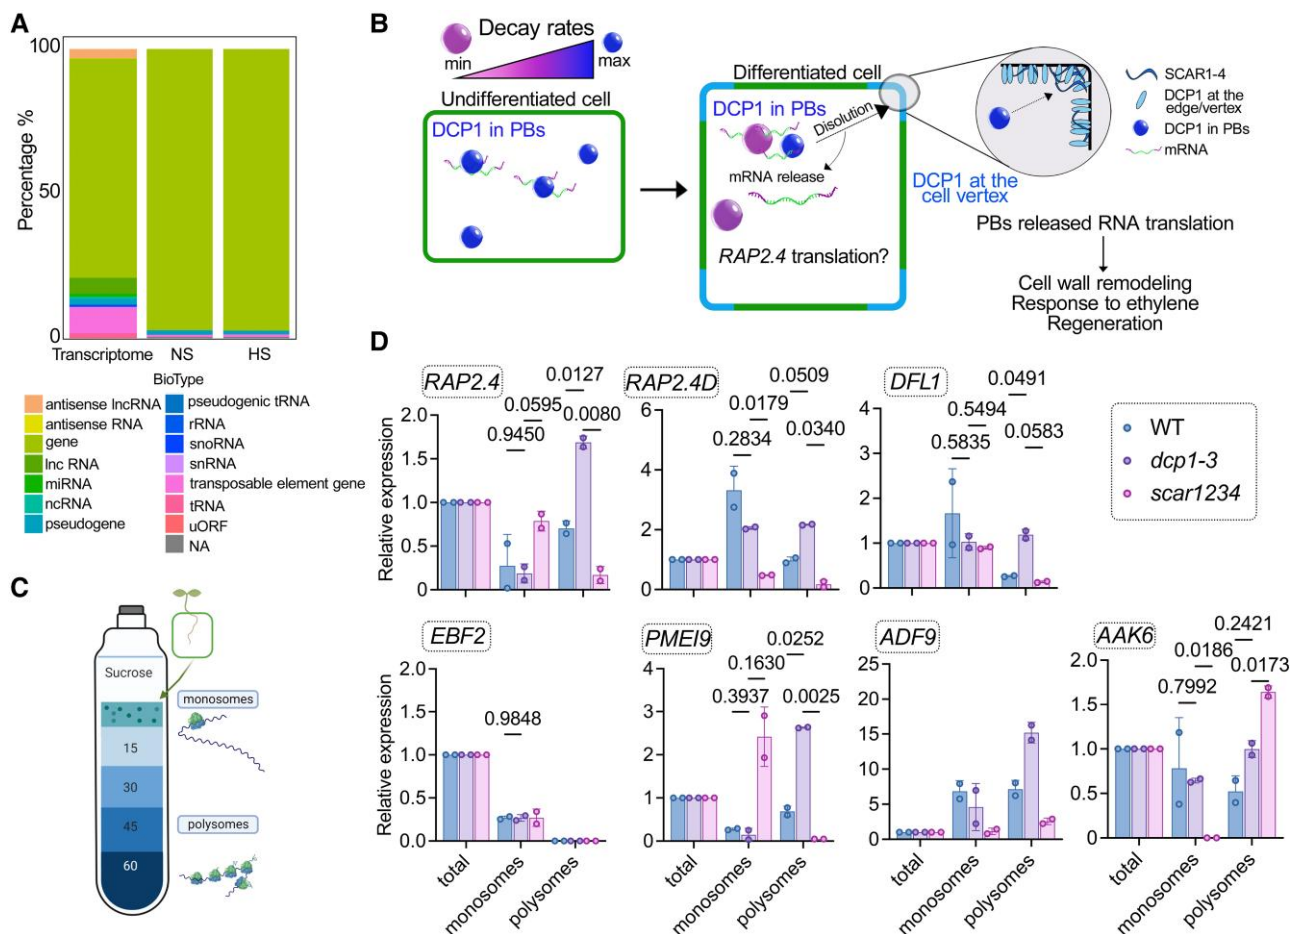 A
100
50
0
Percentage %
Transcriptome
NS
HS
BioType
antisense lncRNA
antisense RNA
gene
lnc RNA
miRNA
ncRNA
pseudogene
pseudogenic tRNA
rRNA
snoRNA
snRNA
transposable element gene
tRNA
uORF
NA
B
Decay rates
min
max
Undifferentiated cell
DCP1 in PBs
Differentiated cell
DCP1 in PBs
Disolution
mRNA release
RAP2.4 translation?
DCP1 at the
cell vertex
SCAR1-4
DCP1 at the
edge/vertex
DCP1 in PBs
mRNA
PBs released RNA translation
Cell wall remodeling
Response to ethylene
Regeneration
C
Sucrose
15
30
45
60
monosomes
polysomes
D
RAP2.4
Relative expression
2.0
1.5
1.0
0.5
0
0.9450
0.0595
0.0127
0.0080
RAP2.4D
6
4
2
0
0.2834
0.0179
0.0509
0.0340
DFL1
4
3
2
1
0
0.5835
0.5494
0.0491
0.0583
WT
dcp1-3
scar1234
EBF2
Relative expression
2.0
1.5
1.0
0.5
0
0.9848
total
monosomes
polysomes
PMEI9
4
3
2
1
0
0.3937
0.1630
0.0252
0.0025
total
monosomes
polysomes
ADF9
25
20
15
10
5
0
total
monosomes
polysomes
AAK6
2.0
1.5
1.0
0.5
0
0.7992
0.0186
0.2421
0.0173
total
monosomes
polysomes